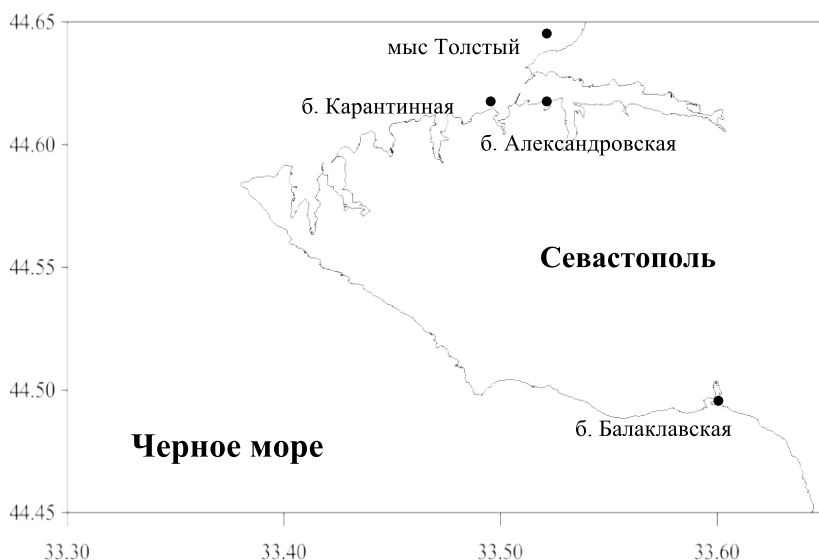 44.65
мыс Толстый
б. Карантинная
44.60
б. Александровская
44.55
Севастополь
44.50
б. Балаклавская
Черное море
44.45
33.30 33.40 33.50 33.60